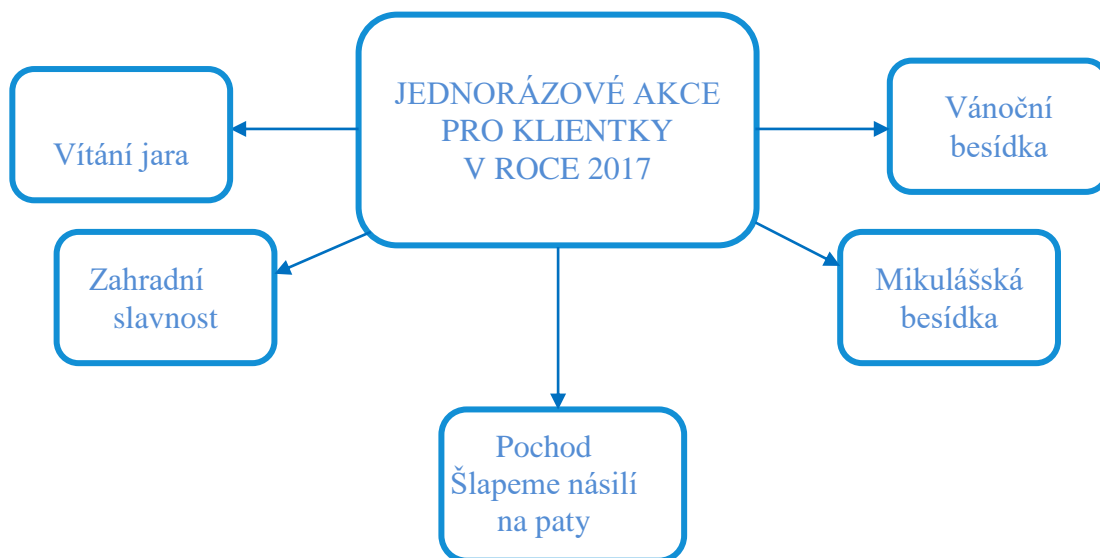 JEDNORÁZOVÉ AKCE
PRO KLIENTKY
V ROCE 2017
Vítání jara
Vánoční
besídka
Zahradní
slavnost
Mikulášská
besídka
Pochod
Šlapeme násilí
na paty